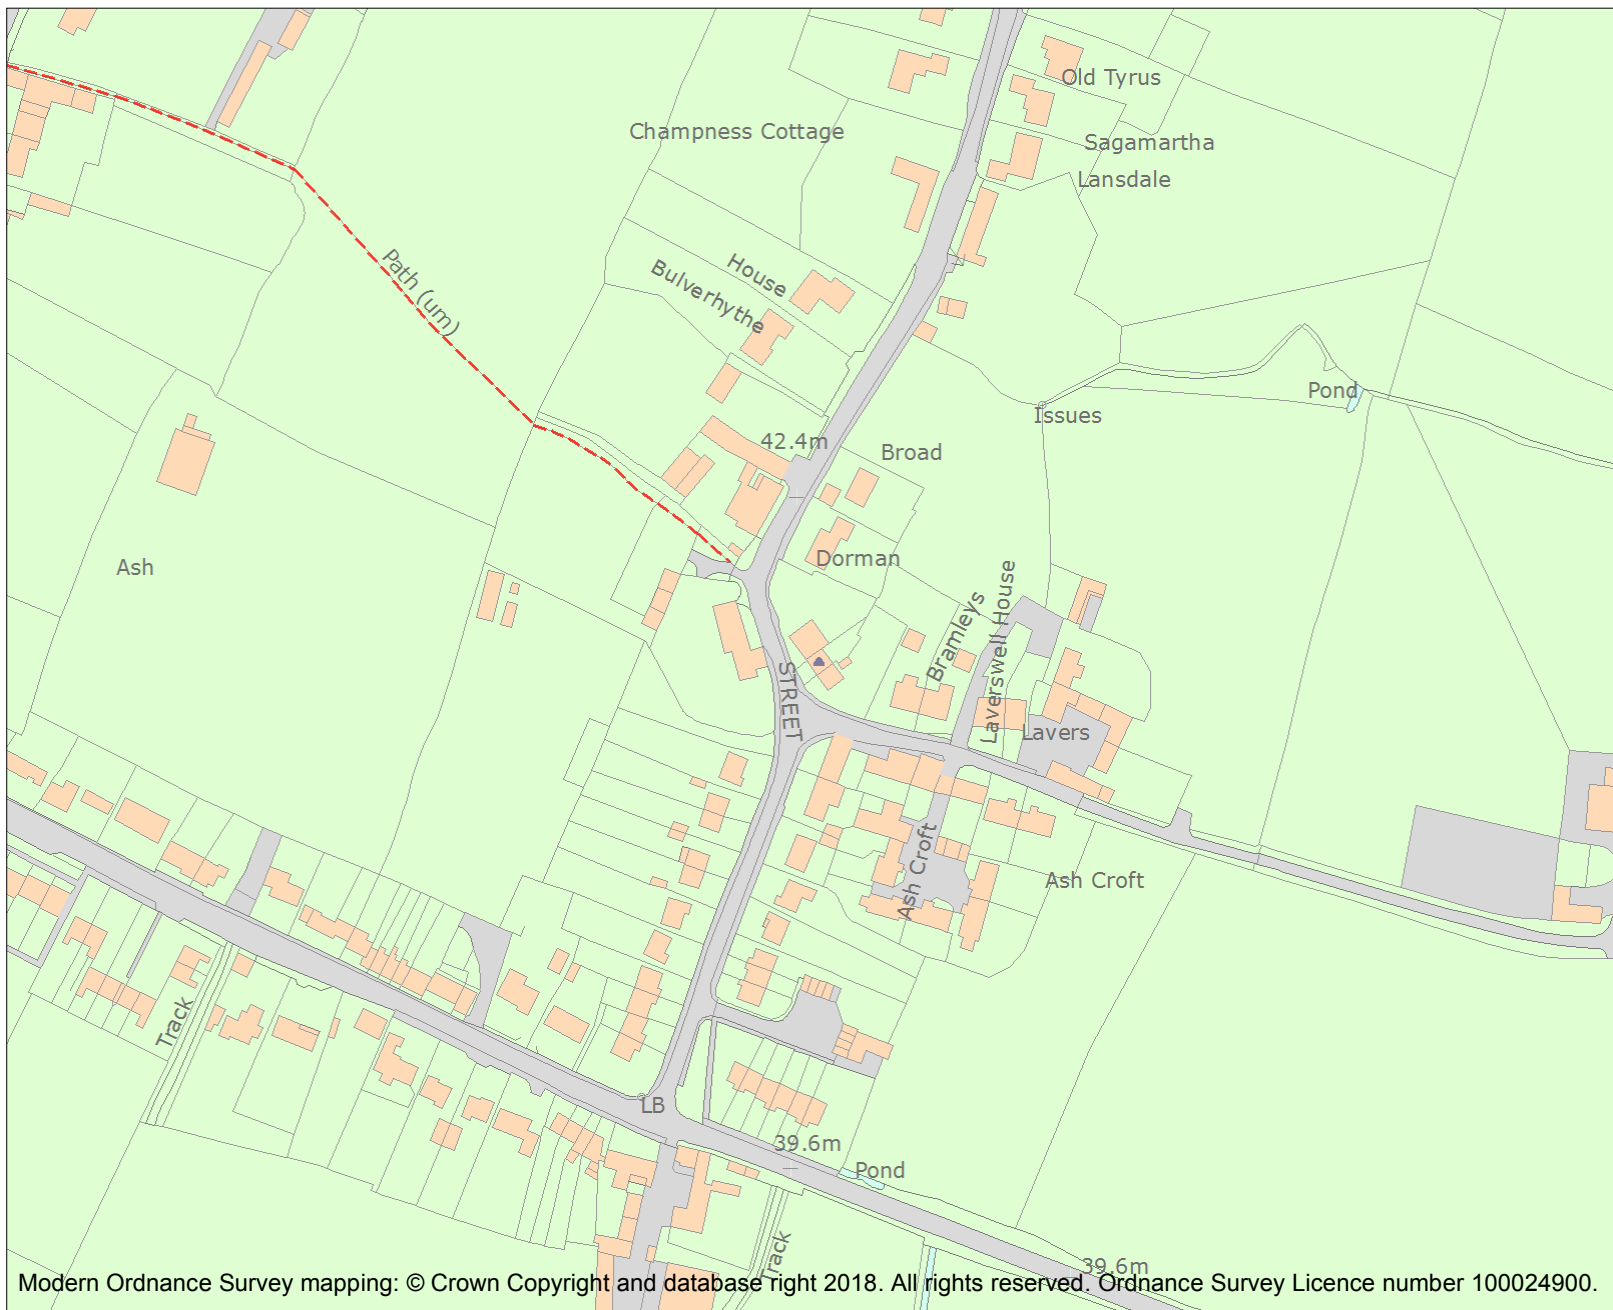 Old Tyrus
Champness Cottage
Sagamartha
Lansdale
Path (um)
House
Bulverhythe
Pond
Issues
42.4m
Broad
Ash
Dorman
Bramleys
Laverswell House
STREET
Lavers
Ash Croft
Ash Croft
Track
LB
39.6m
Pond
Track
39.6m
Modern Ordnance Survey mapping: © Crown Copyright and database right 2018. All rights reserved. Ordnance Survey Licence number 100024900.